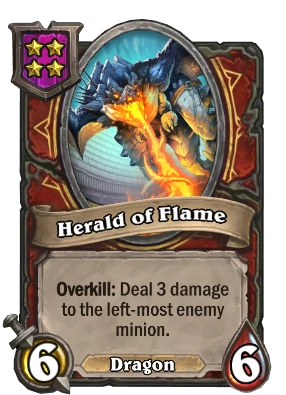 Herald of Flame
Overkill: Deal 3 damage
to the left-most enemy
minion.
6
Dragon
6